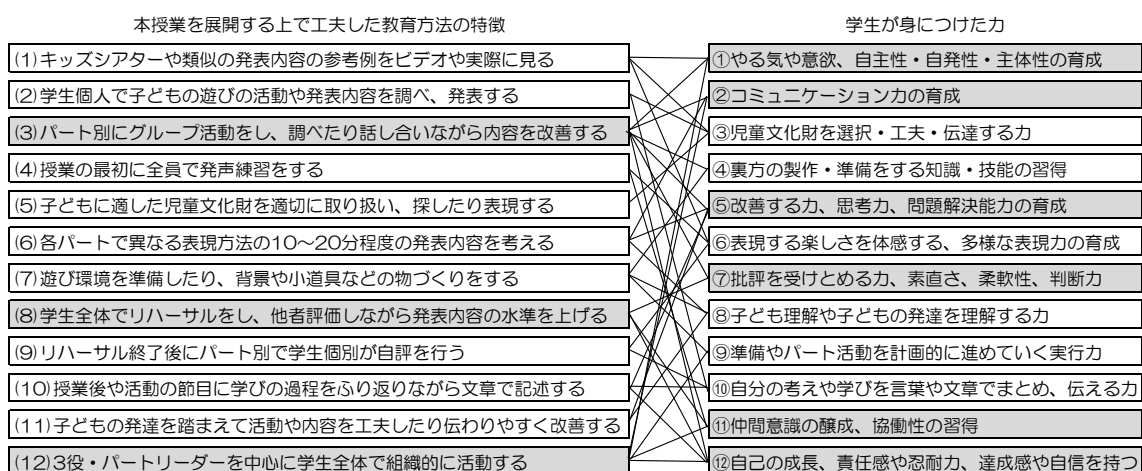 本授業を展開する上で工夫した教育方法の特徴
(1)キッズシアターや類似の発表内容の参考例をビデオや実際に見る
(2)学生個人で子どもの遊びの活動や発表内容を調べ、発表する
(3)パート別にグループ活動をし、調べたり話し合いながら内容を改善する
(4)授業の最初に全員で発声練習をする
(5)子どもに適した児童文化財を適切に取り扱い、探したり表現する
(6)各パートで異なる表現方法の10～20分程度の発表内容を考える
(7)遊び環境を準備したり、背景や小道具などの物づくりをする
(8)学生全体でリハーサルをし、他者評価しながら発表内容の水準を上げる
(9)リハーサル終了後にパート別で学生個別が自評を行う
(10)授業後や活動の節目に学びの過程をふり返りながら文章で記述する
(11)子どもの発達を踏まえて活動や内容を工夫したり伝わりやすく改善する
(12)3役・パートリーダーを中心に学生全体で組織的に活動する
学生が身につけた力
①やる気や意欲、自主性・自発性・主体性の育成
②コミュニケーション力の育成
③児童文化財を選択・工夫・伝達する力
④裏方の製作・準備をする知識・技能の習得
⑤改善する力、思考力、問題解決能力の育成
⑥表現する楽しさを体感する、多様な表現力の育成
⑦批評を受けとめる力、素直さ、柔軟性、判断力
⑧子ども理解や子どもの発達を理解する力
⑨準備やパート活動を計画的に進めていく実行力
⑩自分の考えや学びを言葉や文章でまとめ、伝える力
⑪仲間意識の醸成、協働性の習得
⑫自己の成長、責任感や忍耐力、達成感や自信を持つ